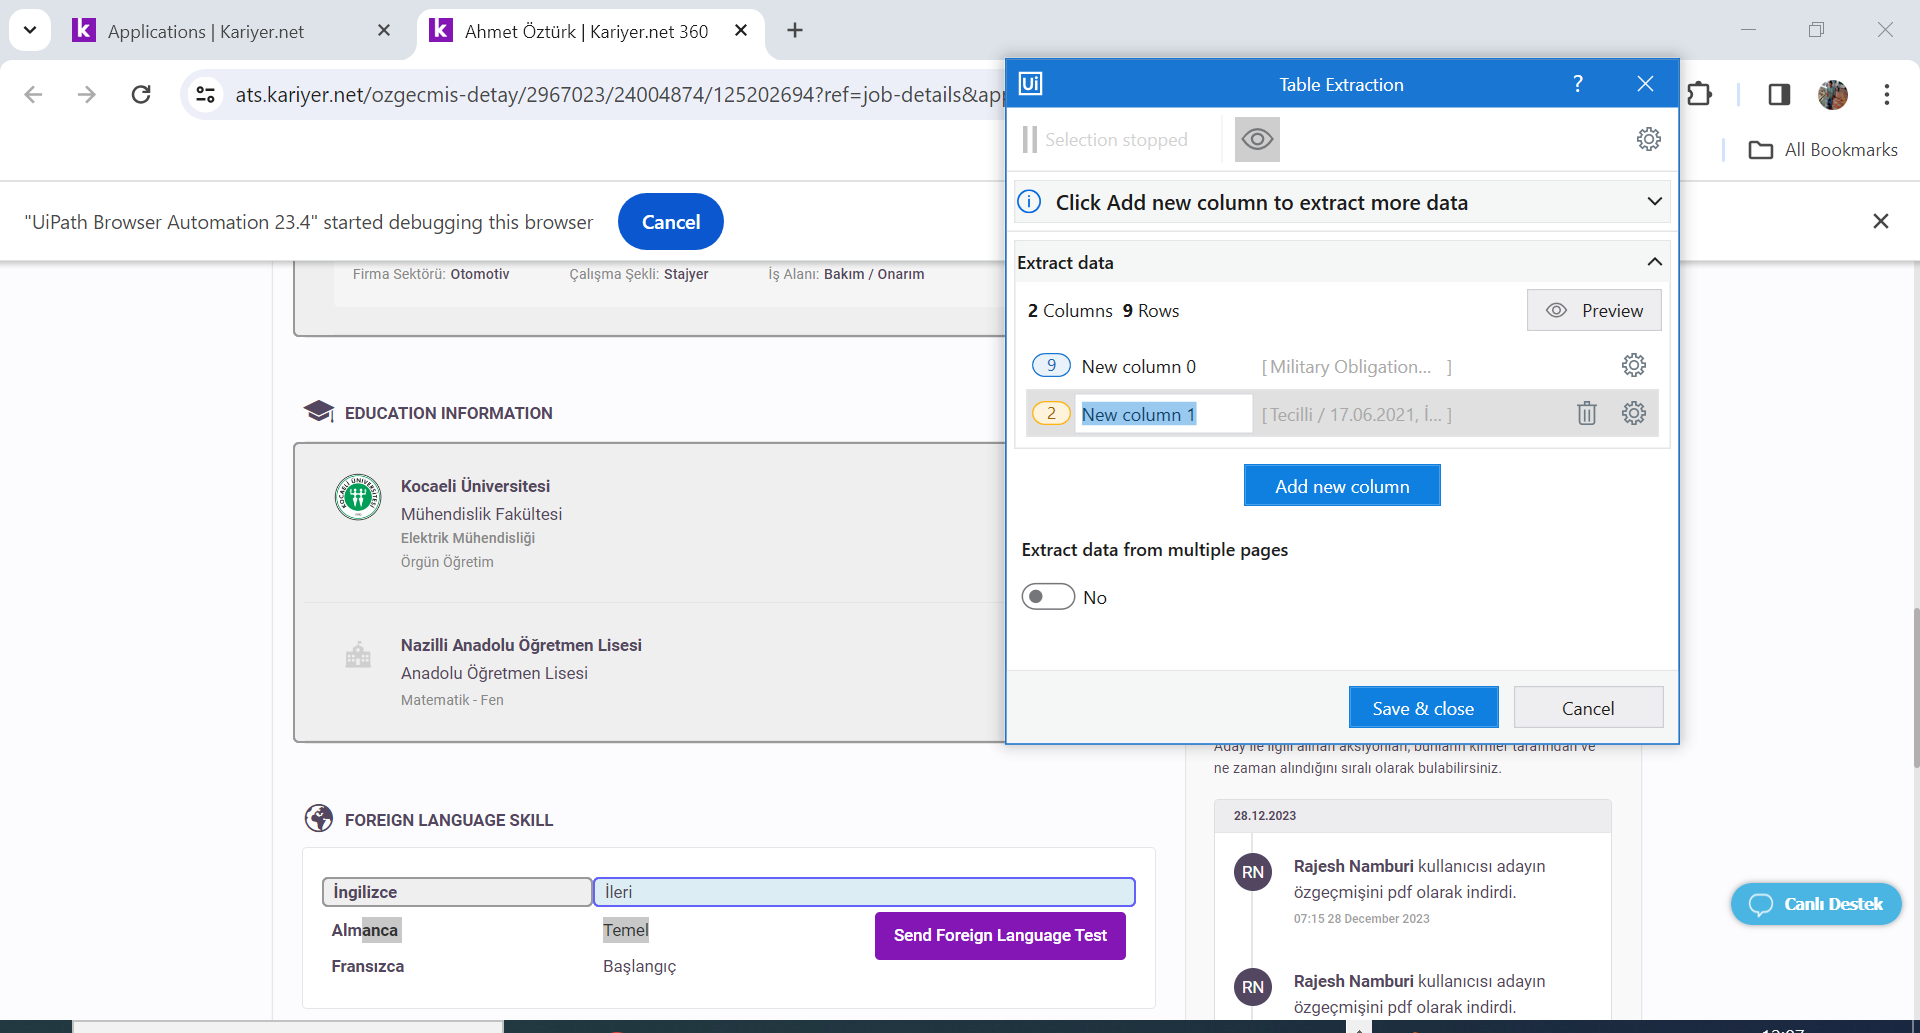 Applications | Kariyer.net
Ahmet Öztürk | Kariyer.net 360
ats.kariyer.net/ozgecmis-detay/2967023/24004874/125202694?ref=job-details&ap
All Bookmarks
"UiPath Browser Automation 23.4" started debugging this browser
Cancel
Ui
Table Extraction
?
Selection stopped
Click Add new column to extract more data
Extract data
2 Columns 9 Rows
Preview
9 New column 0 [ Military Obligation... ]
2 New column 1 [ Tecilli / 17.06.2021, İ... ]
Add new column
Extract data from multiple pages
No
Save & close
Cancel
Firma Sektörü: Otomotiv Çalışma Şekli: Stajyer İş Alanı: Bakım / Onarım
EDUCATION INFORMATION
Kocaeli Üniversitesi
Mühendislik Fakültesi
Elektrik Mühendisliği
Örgün Öğretim
Nazilli Anadolu Öğretmen Lisesi
Anadolu Öğretmen Lisesi
Matematik - Fen
FOREIGN LANGUAGE SKILL
İngilizce İleri
Almanca Temel
Fransızca Başlangıç
Send Foreign Language Test
Aday ile ilgili alınan aksiyonları, bunların kimler tarafından ve
ne zaman alındığını sıralı olarak bulabilirsiniz.
28.12.2023
RN
Rajesh Namburi kullanıcısı adayın
özgeçmişini pdf olarak indirdi.
07:15 28 December 2023
RN
Rajesh Namburi kullanıcısı adayın
özgeçmişini pdf olarak indirdi.
Canlı Destek